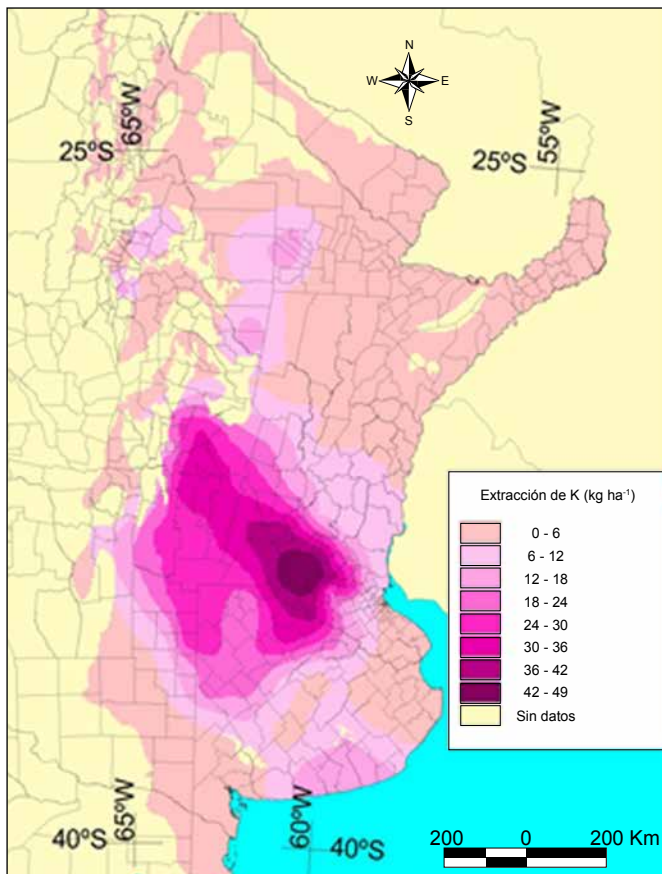 N
W E
S
65ºW
55ºW
25ºS
25ºS
Extracción de K (kg ha⁻¹)
0 - 6
6 - 12
12 - 18
18 - 24
24 - 30
30 - 36
36 - 42
42 - 49
Sin datos
65ºW
60ºW
40ºS
40ºS
200 0 200 Km